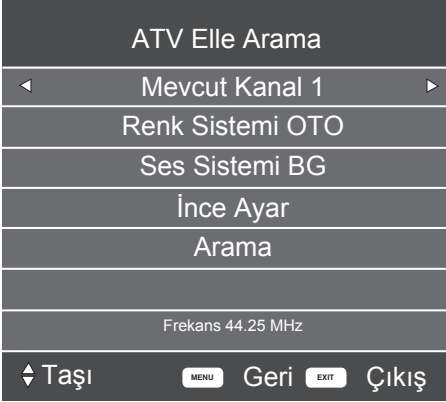 ATV Elle Arama
Mevcut Kanal 1
Renk Sistemi OTO
Ses Sistemi BG
İnce Ayar
Arama
Frekans 44.25 MHz
Taşı MENU Geri EXIT Çıkış